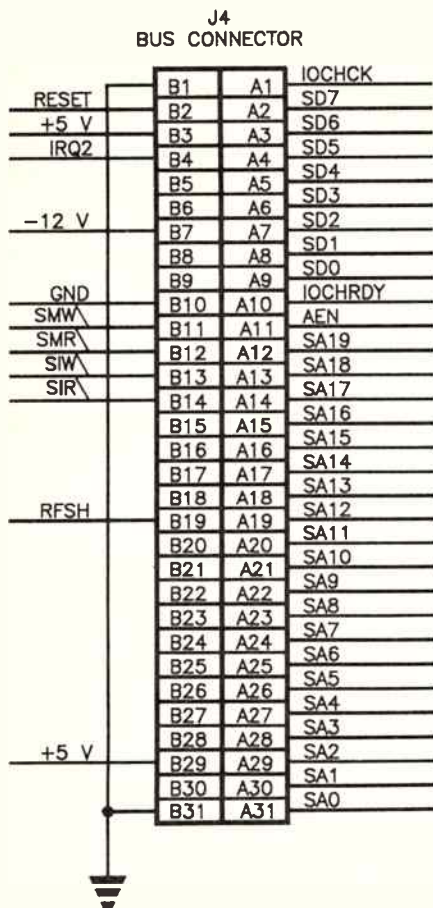 J4
BUS CONNECTOR
B1 A1 IOCHCK
RESET B2 A2 SD7
+5 V B3 A3 SD6
IRQ2 B4 A4 SD5
B5 A5 SD4
B6 A6 SD3
-12 V B7 A7 SD2
B8 A8 SD1
B9 A9 SD0
GND B10 A10 IOCHRDY
SMW\ B11 A11 AEN
SMR\ B12 A12 SA19
SIW\ B13 A13 SA18
SIR\ B14 A14 SA17
B15 A15 SA16
B16 A16 SA15
B17 A17 SA14
B18 A18 SA13
RFSH B19 A19 SA12
B20 A20 SA11
B21 A21 SA10
B22 A22 SA9
B23 A23 SA8
B24 A24 SA7
B25 A25 SA6
B26 A26 SA5
B27 A27 SA4
B28 A28 SA3
+5 V B29 A29 SA2
B30 A30 SA1
B31 A31 SA0